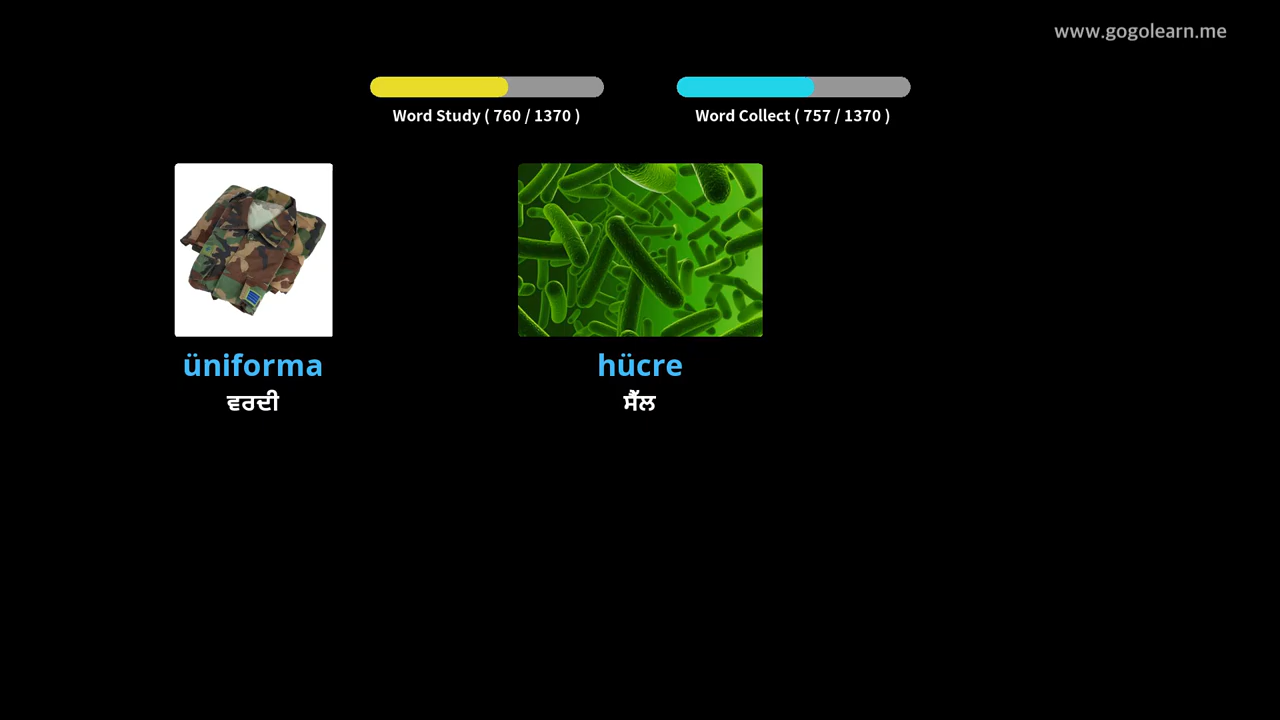 www.gogolearn.me
Word Study ( 760 / 1370 )
Word Collect ( 757 / 1370 )
üniforma
ਵਰਦੀ
hücre
ਸੈੱਲ